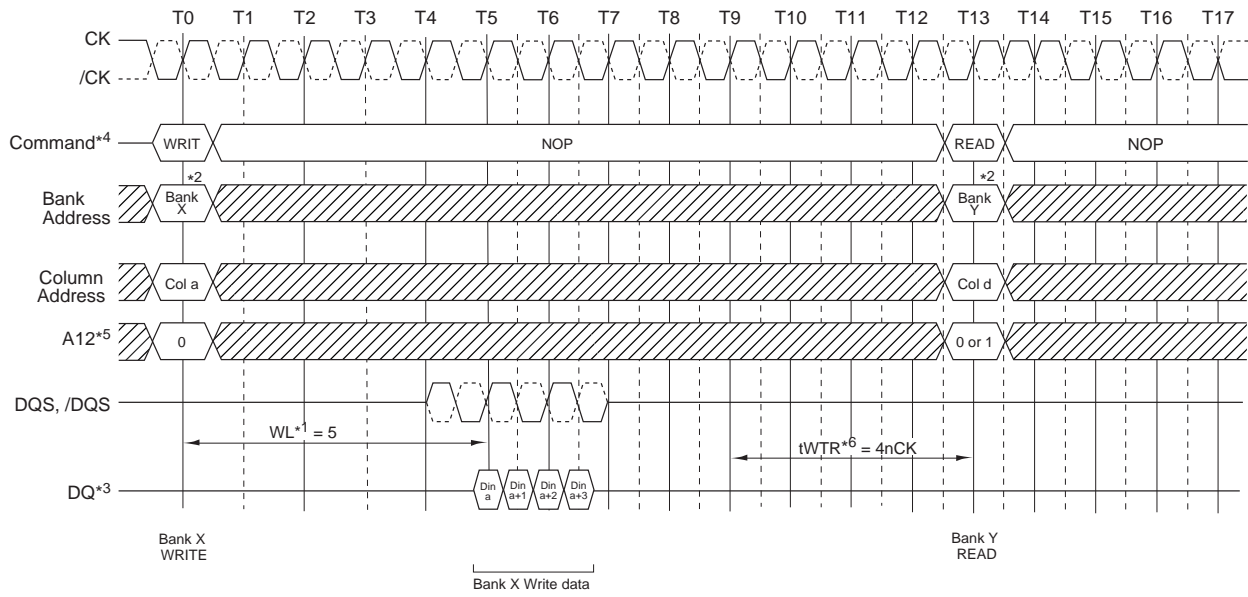 T0 T1 T2 T3 T4 T5 T6 T7 T8 T9 T10 T11 T12 T13 T14 T15 T16 T17
CK
/CK
Command*4 WRIT NOP READ NOP
*2 *2
Bank Address Bank X Bank Y
Column Address Col a Col d
A12*5 0 0 or 1
DQS, /DQS
WL*1 = 5 tWTR*6 = 4nCK
DQ*3 Din a Din a+1 Din a+2 Din a+3
Bank X WRITE Bank Y READ
Bank X Write data